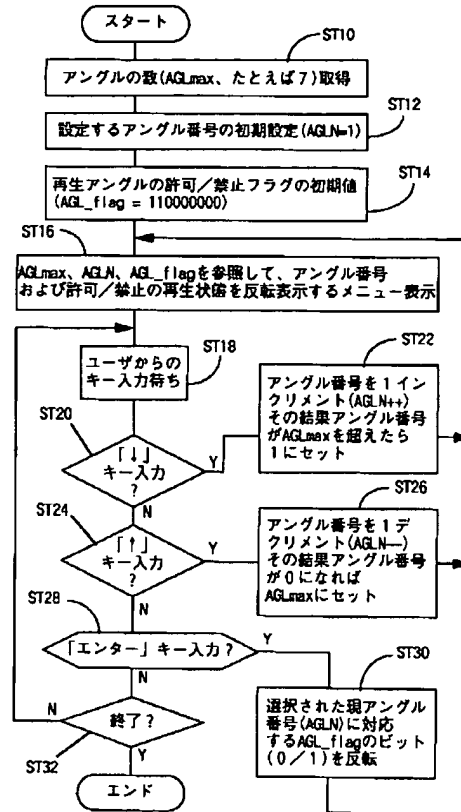 スタート
ST10
アングルの数(AGLmax、たとえば7)取得
ST12
設定するアングル番号の初期設定(AGLN=1)
ST14
再生アングルの許可/禁止フラグの初期値
(AGL_flag = 110000000)
ST16
AGLmax、AGLN、AGL_flagを参照して、アングル番号
および許可/禁止の再生状態を反転表示するメニュー表示
ST18
ユーザからの
キー入力待ち
ST20
「↓」
キー入力
?
Y
N
ST22
アングル番号を1イン
クリメント(AGLN++)
その結果アングル番号
がAGLmaxを超えたら
1にセット
ST24
「↑」
キー入力
?
Y
N
ST26
アングル番号を1デ
クリメント(AGLN--)
その結果アングル番号
が0になれば
AGLmaxにセット
ST28
「エンター」キー入力?
Y
N
ST30
選択された現アングル
番号(AGLN)に対応
するAGL_flagのビット
(0/1)を反転
N
終了?
ST32
Y
エンド